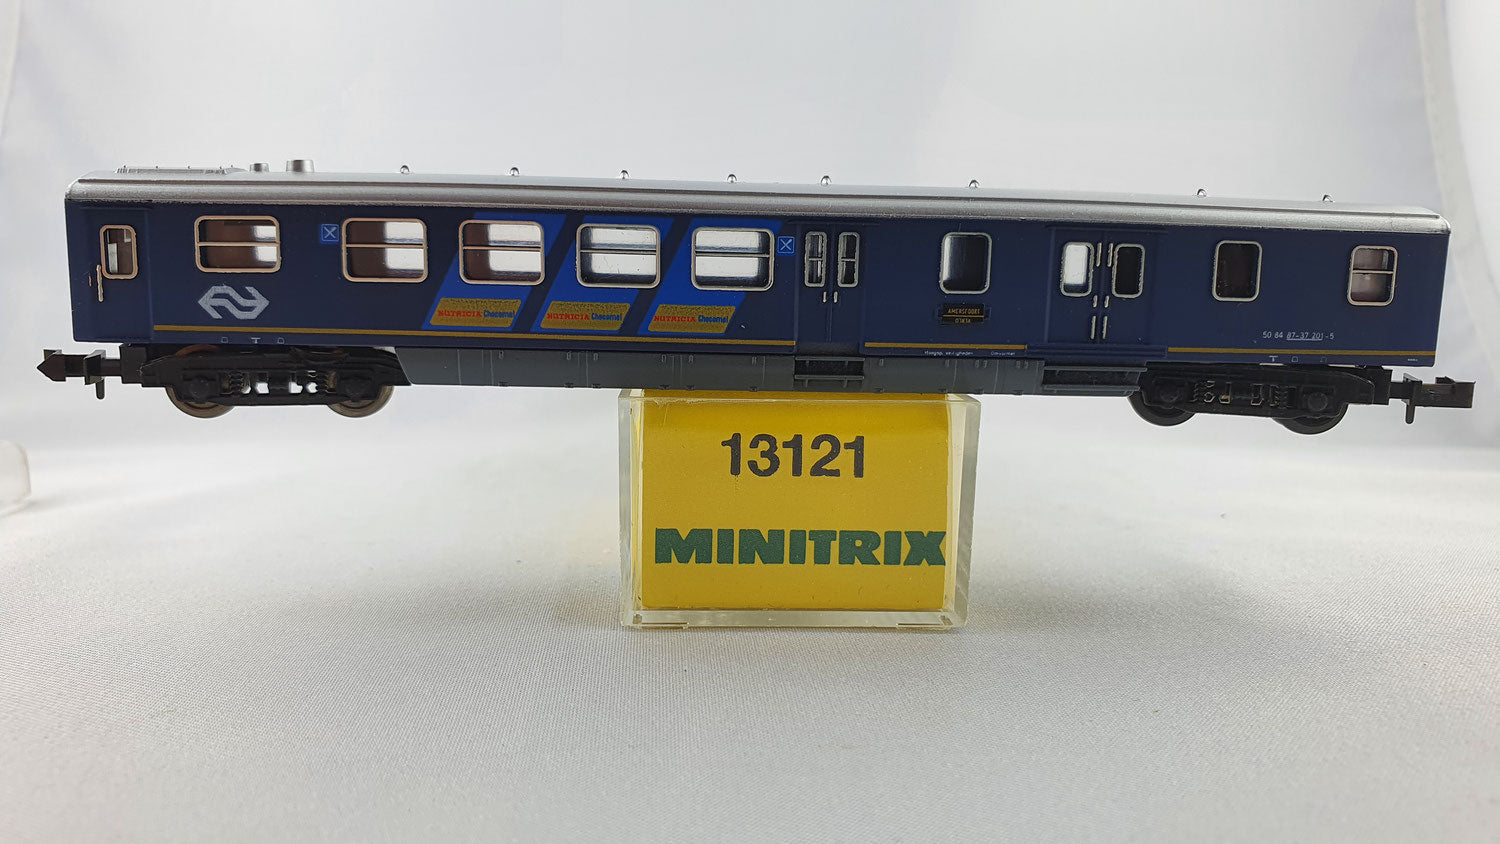 NUTRICIA Chocomel
NUTRICIA Chocomel
NUTRICIA Chocomel
AMERSFOORT
50 84 87-37 201-5
13121
MINITRIX